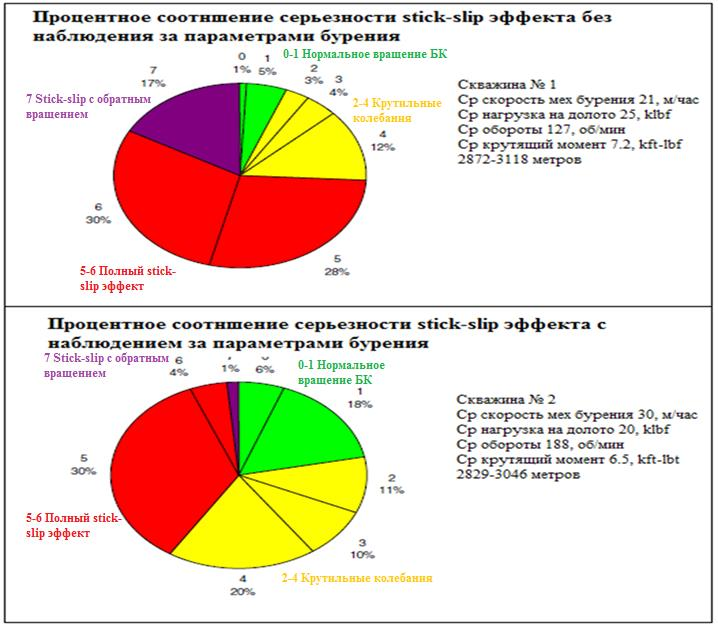 Процентное соотншение серьезности stick-slip эффекта без
наблюдения за параметрами бурения
0-1 Нормальное вращение БК
0
1%
1
5%
2
3%
3
4%
2-4 Крутильные
колебания
4
12%
5
28%
5-6 Полный stick-
slip эффект
6
30%
7 Stick-slip с обратным
вращением
7
17%
Скважина № 1
Ср скорость мех бурения 21, м/час
Ср нагрузка на долото 25, klbf
Ср обороты 127, об/мин
Ср крутящий момент 7.2, kft-lbf
2872-3118 метров
Процентное соотншение серьезности stick-slip эффекта с
наблюдением за параметрами бурения
7 Stick-slip с обратным
вращением
6
4%
1%
6%
0-1 Нормальное
вращение БК
1
18%
2
11%
3
10%
2-4 Крутильные колебания
4
20%
5
30%
5-6 Полный stick-
slip эффект
Скважина № 2
Ср скорость мех бурения 30, м/час
Ср нагрузка на долото 20, klbf
Ср обороты 188, об/мин
Ср крутящий момент 6.5, kft-lbt
2829-3046 метров